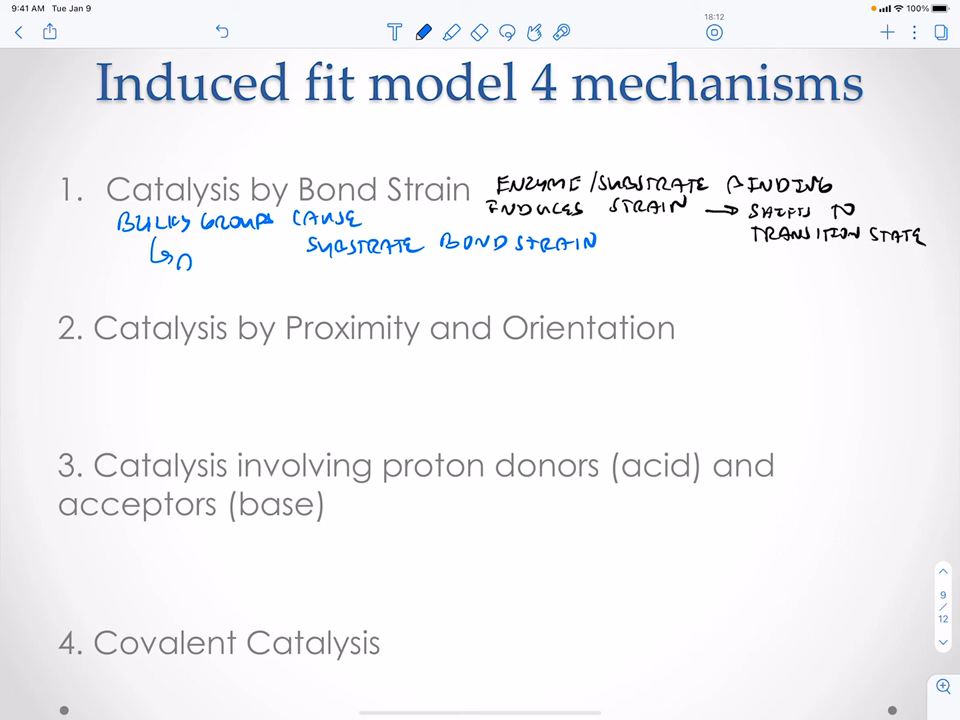 9:41 AM Tue Jan 9
100%
18:12
T
Induced fit model 4 mechanisms
1. Catalysis by Bond Strain
ENZYME/SUBSTRATE BINDING
INDUCES STRAIN → SHIFTS TO
TRANSITION STATE
BULKY GROUPS CAUSE
SUBSTRATE BOND STRAIN
2. Catalysis by Proximity and Orientation
3. Catalysis involving proton donors (acid) and
acceptors (base)
4. Covalent Catalysis
9
/
12